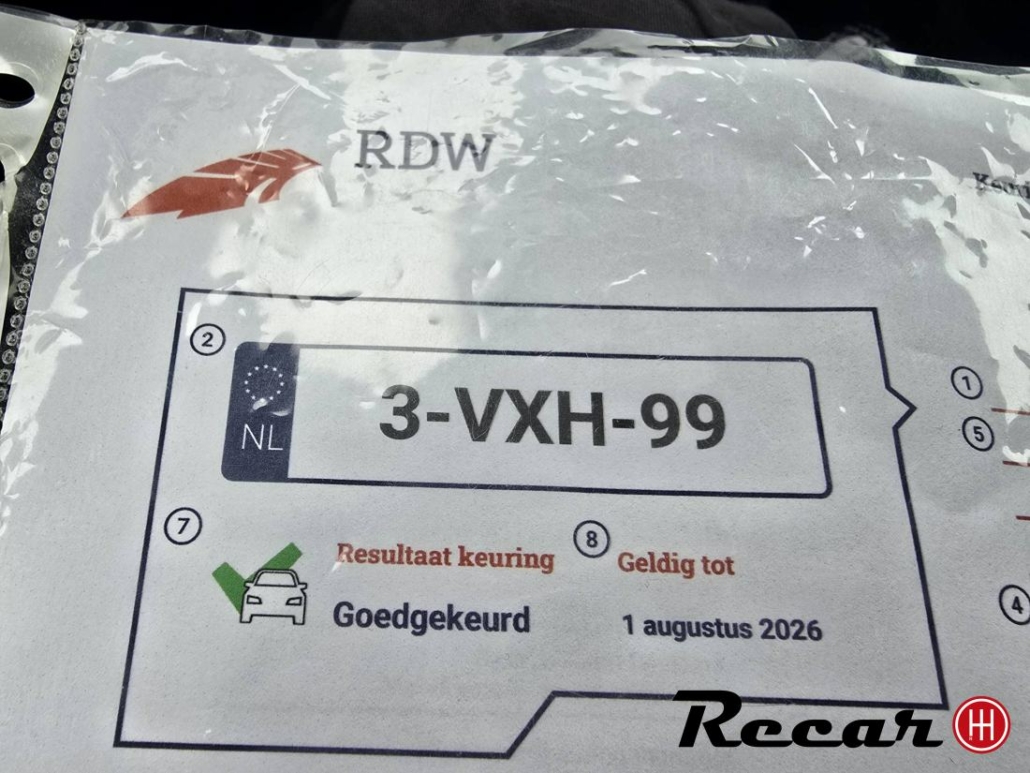 RDW
2
NL
3-VXH-99
1
5
7
Resultaat keuring
Goedgekeurd
8
Geldig tot
1 augustus 2026
4
Recar